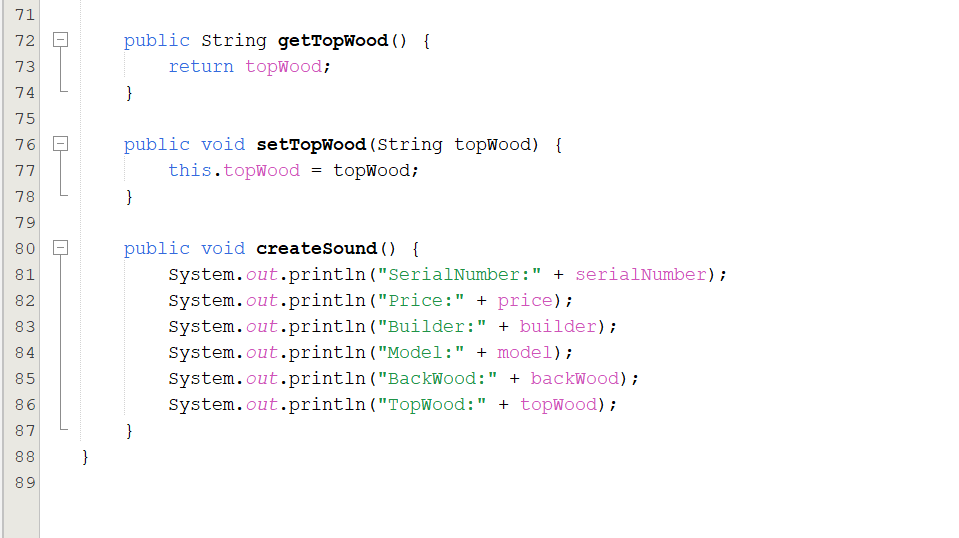 71
72 public String getTopWood() {
73 return topWood;
74 }
75
76 public void setTopWood(String topWood) {
77 this.topWood = topWood;
78 }
79
80 public void createSound() {
81 System.out.println("SerialNumber:" + serialNumber);
82 System.out.println("Price:" + price);
83 System.out.println("Builder:" + builder);
84 System.out.println("Model:" + model);
85 System.out.println("BackWood:" + backWood);
86 System.out.println("TopWood:" + topWood);
87 }
88 }
89